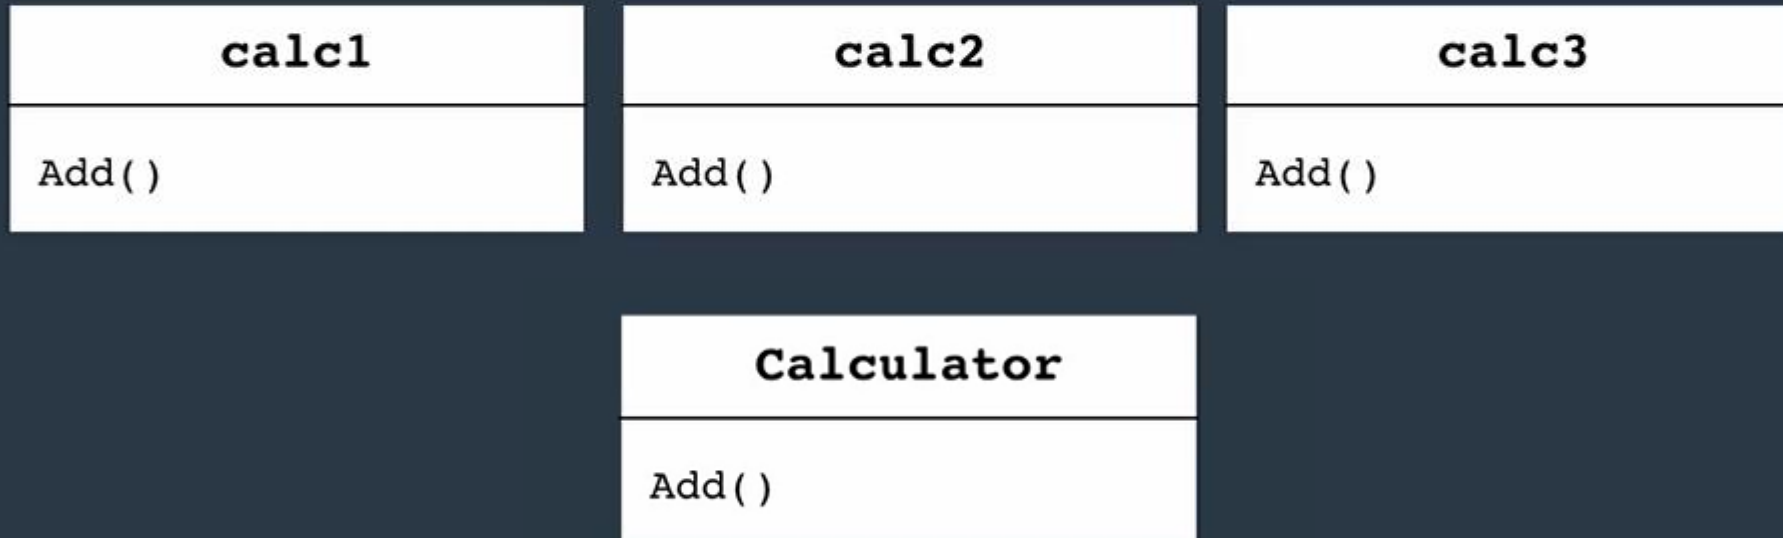 calc1
Add()
calc2
Add()
calc3
Add()
Calculator
Add()